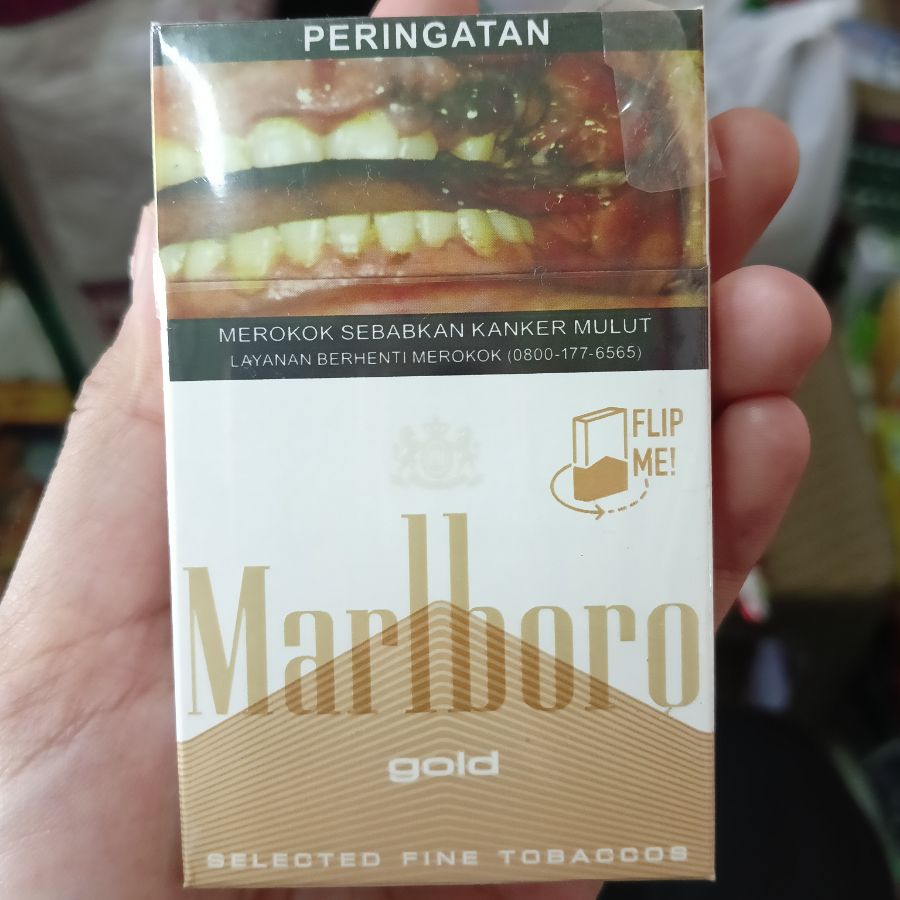 PERINGATAN
MEROKOK SEBABKAN KANKER MULUT
LAYANAN BERHENTI MEROKOK (0800-177-6565)
FLIP
ME!
Marlboro
gold
SELECTED FINE TOBACCOS